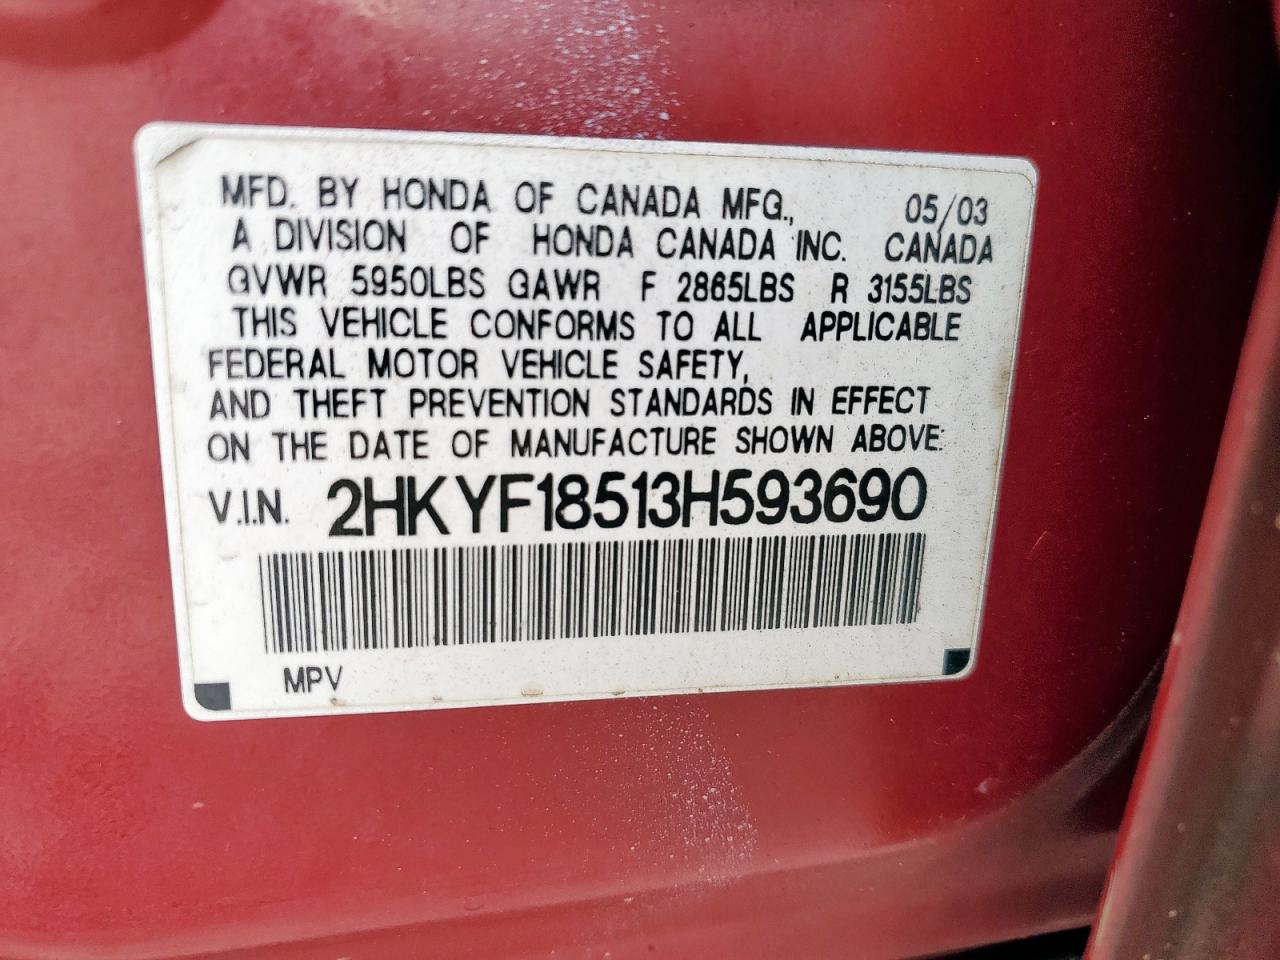 MFD. BY HONDA OF CANADA MFG., 05/03
A DIVISION OF HONDA CANADA INC. CANADA
GVWR 5950LBS GAWR F 2865LBS R 3155LBS
THIS VEHICLE CONFORMS TO ALL APPLICABLE
FEDERAL MOTOR VEHICLE SAFETY,
AND THEFT PREVENTION STANDARDS IN EFFECT
ON THE DATE OF MANUFACTURE SHOWN ABOVE:
V.I.N. 2HKYF18513H593690
MPV